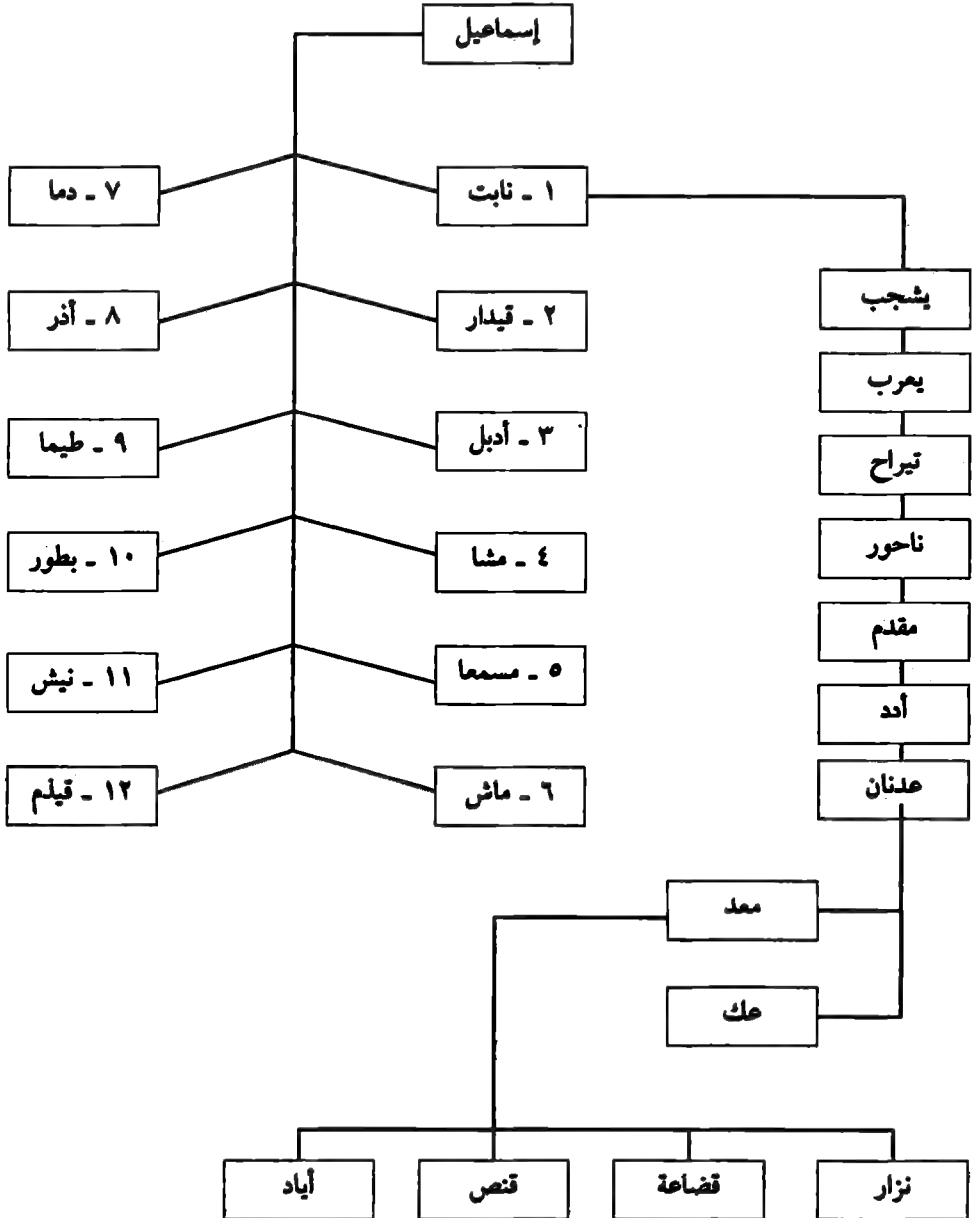 إسماعيل
١ ـ نابت
٧ ـ دما
يشجب
٢ ـ قيدار
٨ ـ أذر
يعرب
٣ ـ أدبل
٩ ـ طيما
تيراح
ناحور
٤ ـ مشا
١٠ ـ بطور
مقدم
٥ ـ مسمعا
١١ ـ نيش
أدد
٦ ـ ماش
١٢ ـ قيذم
عدنان
معد
عك
نزار
قضاعة
قنص
أياد